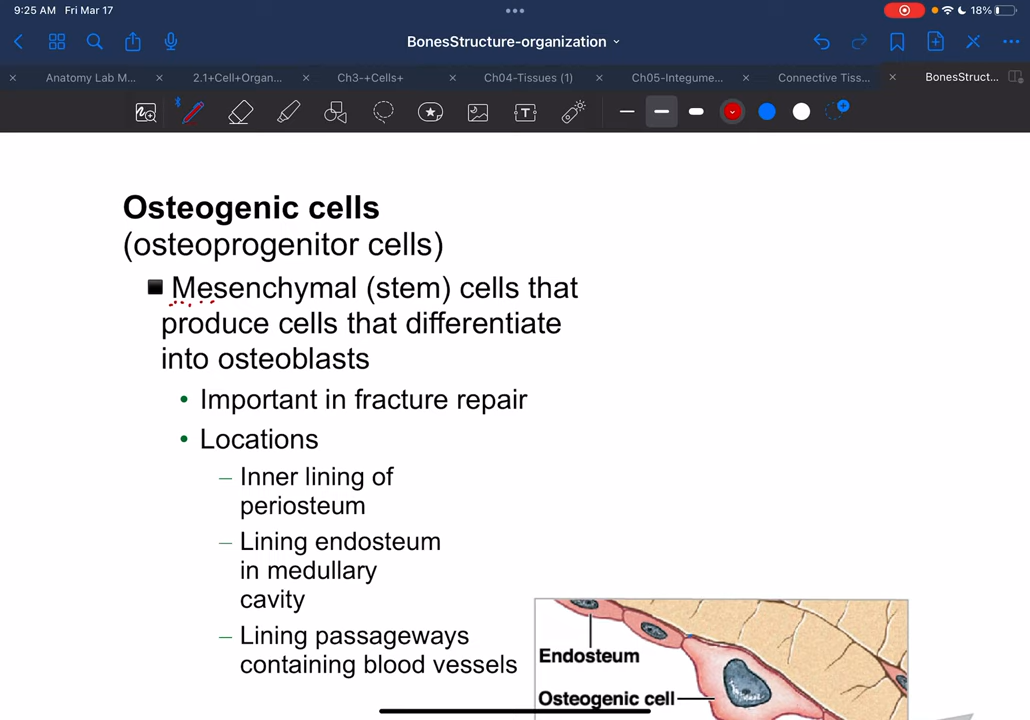 9:25 AM Fri Mar 17
18%
BonesStructure-organization
Anatomy Lab M...
2.1+Cell+Organ...
Ch3-+Cells+
Ch04-Tissues (1)
Ch05-Integume...
Connective Tiss...
BonesStruct...
T
Osteogenic cells
(osteoprogenitor cells)
Mesenchymal (stem) cells that
produce cells that differentiate
into osteoblasts
• Important in fracture repair
• Locations
– Inner lining of
periosteum
– Lining endosteum
in medullary
cavity
– Lining passageways
containing blood vessels
Endosteum
Osteogenic cell